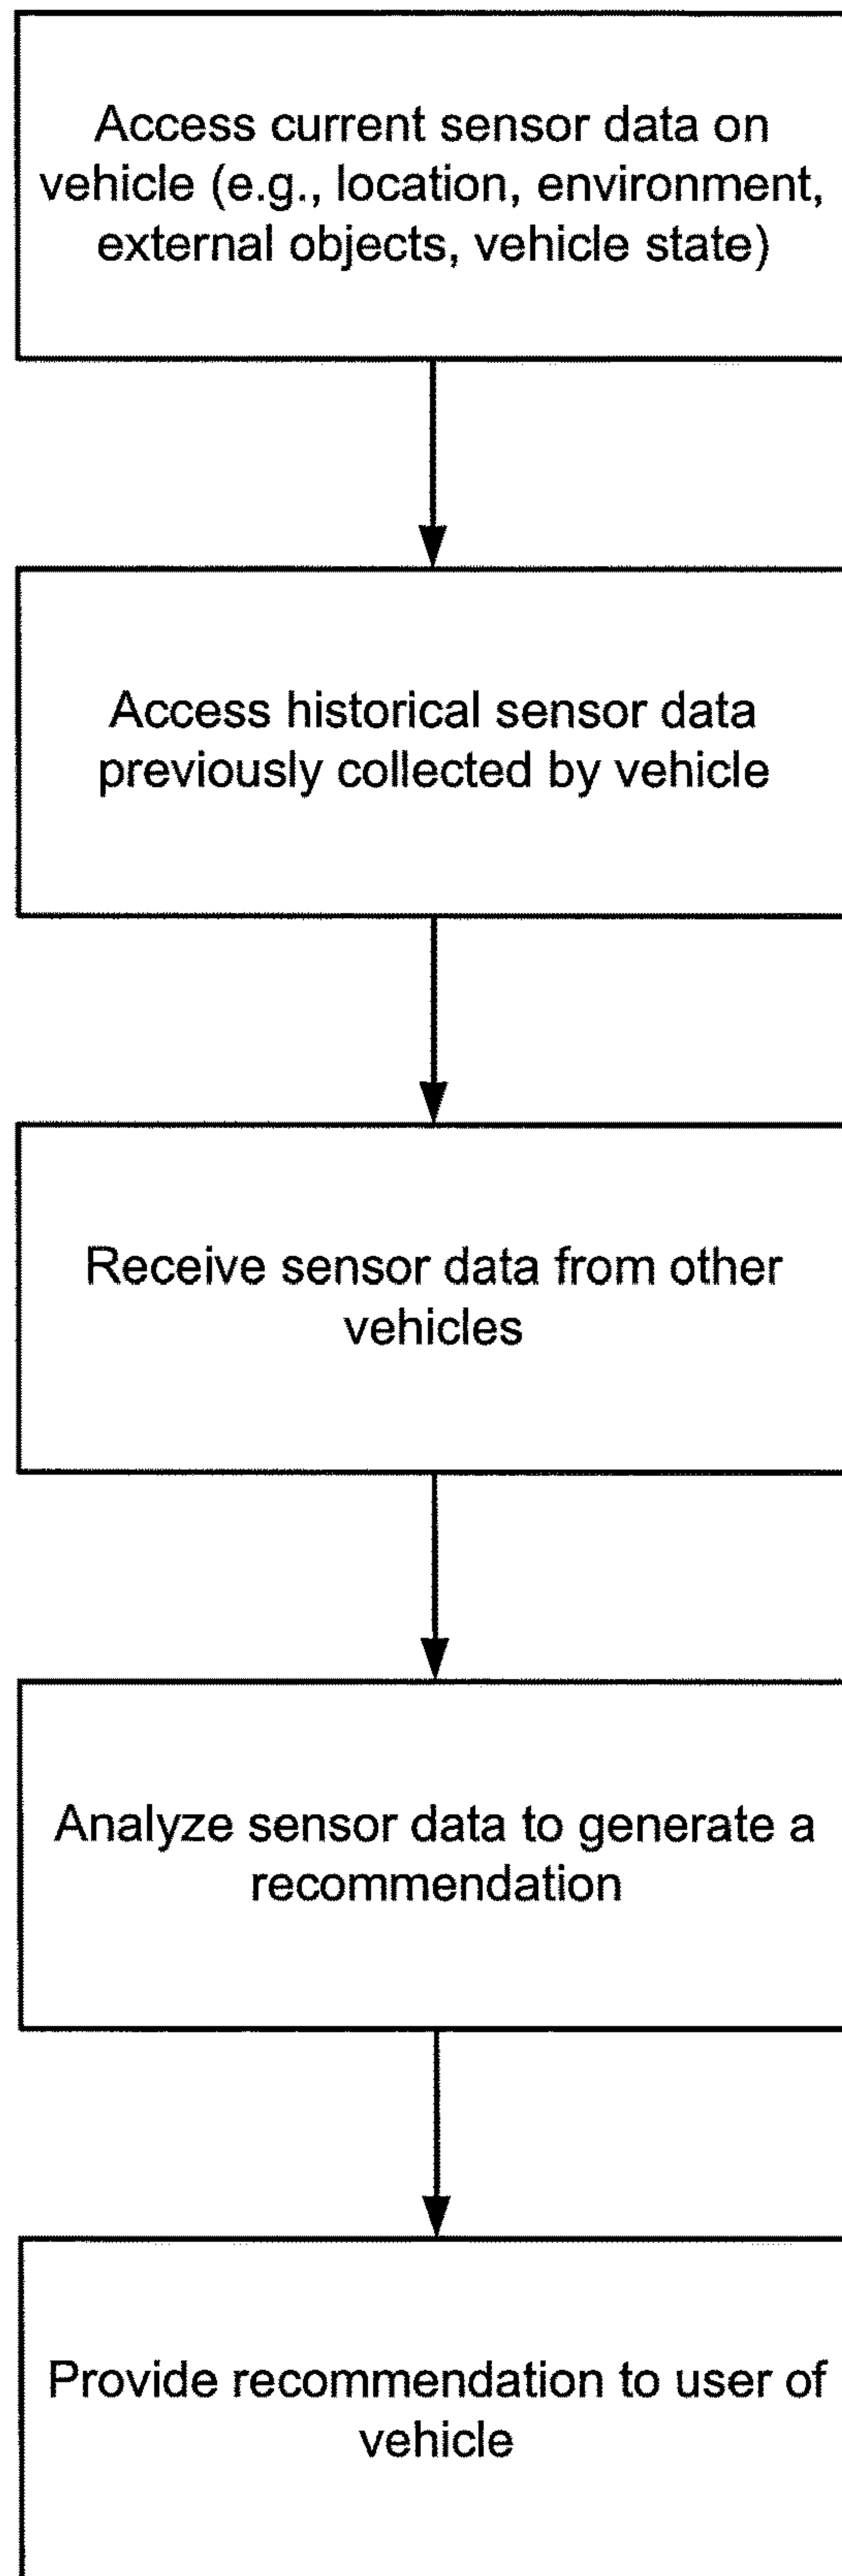 Access current sensor data on
vehicle (e.g., location, environment,
external objects, vehicle state)
Access historical sensor data
previously collected by vehicle
Receive sensor data from other
vehicles
Analyze sensor data to generate a
recommendation
Provide recommendation to user of
vehicle